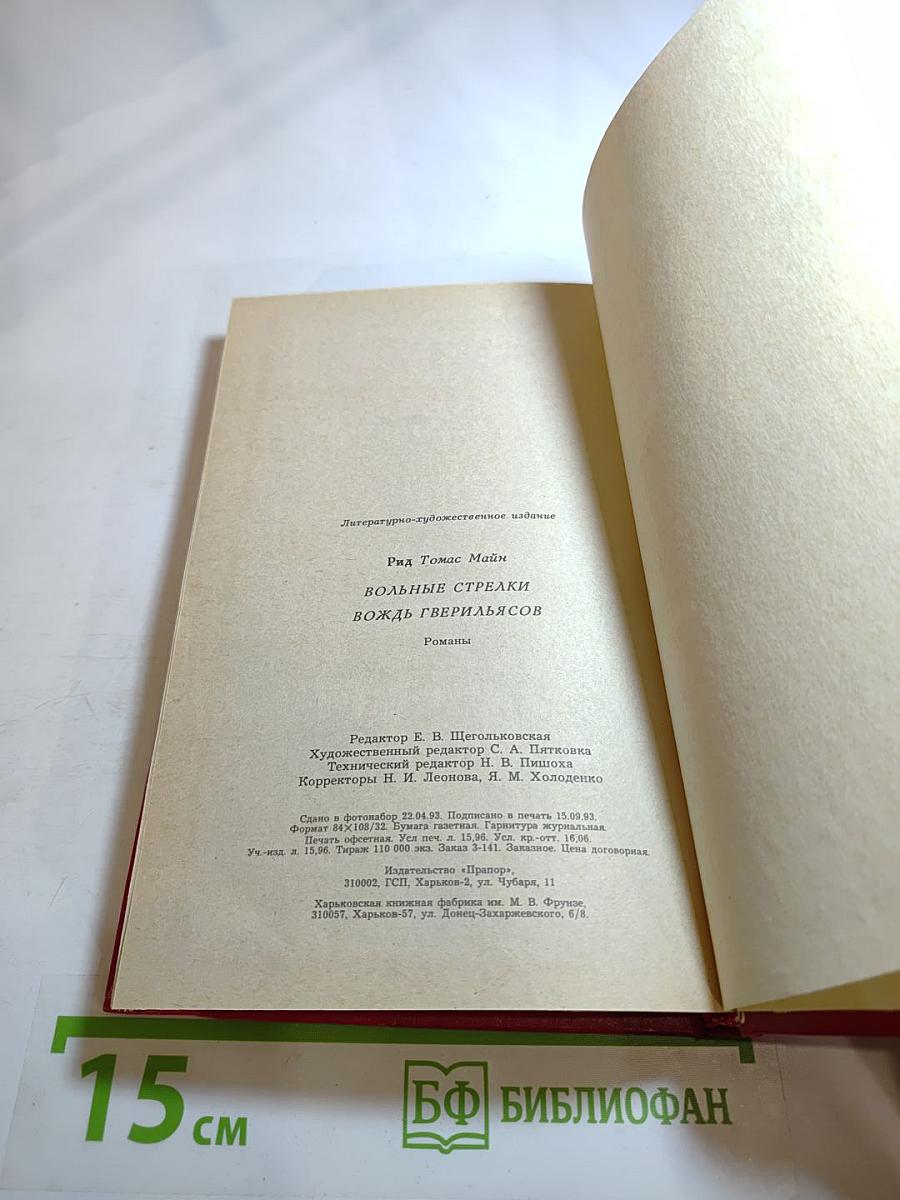 Литературно-художественное издание
Рид Томас Майн
ВОЛЬНЫЕ СТРЕЛКИ
ВОЖДЬ ГВЕРИЛЬЯСОВ
Романы
Редактор Е. В. Щегольковская
Художественный редактор С. А. Пятковка
Технический редактор Н. В. Пишоха
Корректоры Н. И. Леонова, Я. М. Холоденко
Сдано в фотонабор 22.04.93. Подписано в печать 15.09.93.
Формат 84×108/32. Бумага газетная. Гарнитура журнальная.
Печать офсетная. Усл печ. л. 15,96. Усл. кр.-отт. 16,06.
Уч.-изд. л. 15,96. Тираж 110 000 экз. Заказ 3-141. Заказное. Цена договорная.
Издательство «Прапор»,
310002, ГСП, Харьков-2, ул. Чубаря, 11
Харьковская книжная фабрика им. М. В. Фрунзе,
310057, Харьков-57, ул. Донец-Захаржевского, 6/8.
15 см
БФ БИБЛИОФАН